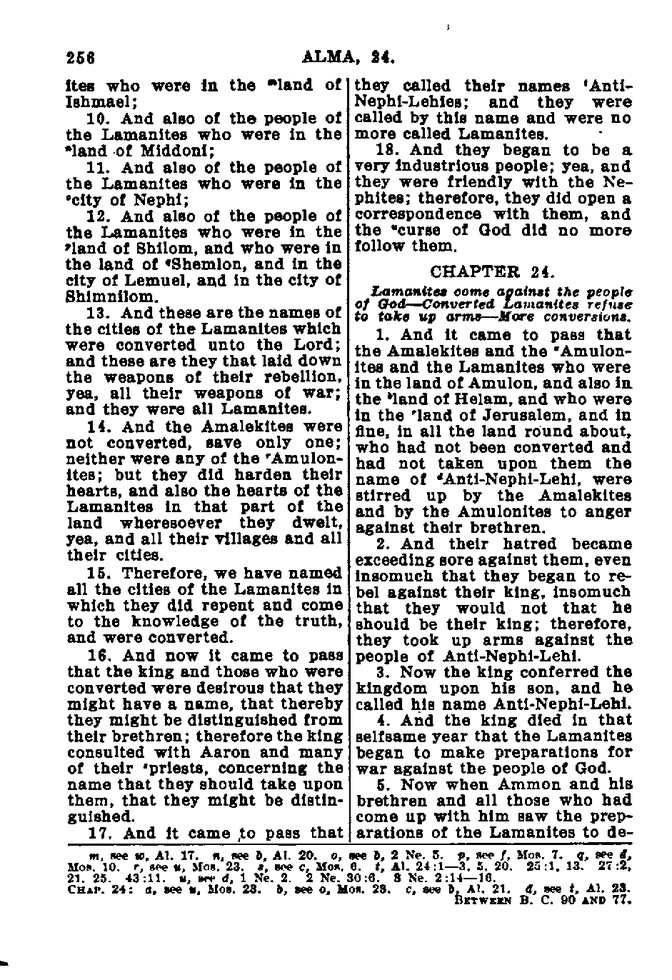 256
ALMA, 24.
ites who were in the ᵐland of
Ishmael;
10. And also of the people of
the Lamanites who were in the
ⁿland of Middoni;
11. And also of the people of
the Lamanites who were in the
ᵒcity of Nephi;
12. And also of the people of
the Lamanites who were in the
ᵖland of Shilom, and who were in
the land of qShemlon, and in the
city of Lemuel, and in the city of
Shimnilom.
13. And these are the names of
the cities of the Lamanites which
were converted unto the Lord;
and these are they that laid down
the weapons of their rebellion,
yea, all their weapons of war;
and they were all Lamanites.
14. And the Amalekites were
not converted, save only one;
neither were any of the ʳAmulon-
ites; but they did harden their
hearts, and also the hearts of the
Lamanites in that part of the
land wheresoever they dwelt,
yea, and all their villages and all
their cities.
15. Therefore, we have named
all the cities of the Lamanites in
which they did repent and come
to the knowledge of the truth,
and were converted.
16. And now it came to pass
that the king and those who were
converted were desirous that they
might have a name, that thereby
they might be distinguished from
their brethren; therefore the king
consulted with Aaron and many
of their ˢpriests, concerning the
name that they should take upon
them, that they might be distin-
guished.
17. And it came to pass that
they called their names ᵗAnti-
Nephi-Lehies; and they were
called by this name and were no
more called Lamanites.
18. And they began to be a
very industrious people; yea, and
they were friendly with the Ne-
phites; therefore, they did open a
correspondence with them, and
the ᵘcurse of God did no more
follow them.
CHAPTER 24.
Lamanites come against the people
of God—Converted Lamanites refuse
to take up arms—More conversions.
1. And it came to pass that
the Amalekites and the ᵃAmulon-
ites and the Lamanites who were
in the land of Amulon, and also in
the ᵇland of Helam, and who were
in the ᶜland of Jerusalem, and in
fine, in all the land round about,
who had not been converted and
had not taken upon them the
name of ᵈAnti-Nephi-Lehi, were
stirred up by the Amalekites
and by the Amulonites to anger
against their brethren.
2. And their hatred became
exceeding sore against them, even
insomuch that they began to re-
bel against their king, insomuch
that they would not that he
should be their king; therefore,
they took up arms against the
people of Anti-Nephi-Lehi.
3. Now the king conferred the
kingdom upon his son, and he
called his name Anti-Nephi-Lehi.
4. And the king died in that
selfsame year that the Lamanites
began to make preparations for
war against the people of God.
5. Now when Ammon and his
brethren and all those who had
come up with him saw the prep-
arations of the Lamanites to de-
m, see w, Al. 17. n, see b, Al. 20. o, see b, 2 Ne. 5. p, see f, Mos. 7. q, see d,
Mos. 10. r, see u, Mos. 23. s, see c, Mos. 6. t, Al. 24:1—3, 5, 20. 25:1, 13. 27:2,
21, 25. 43:11. u, see d, 1 Ne. 2. 2 Ne. 30:6. 3 Ne. 2:14—16.
CHAP. 24: a, see u, Mos. 23. b, see o, Mos. 23. c, see b, Al. 21. d, see t, Al. 23.
BETWEEN B. C. 90 AND 77.